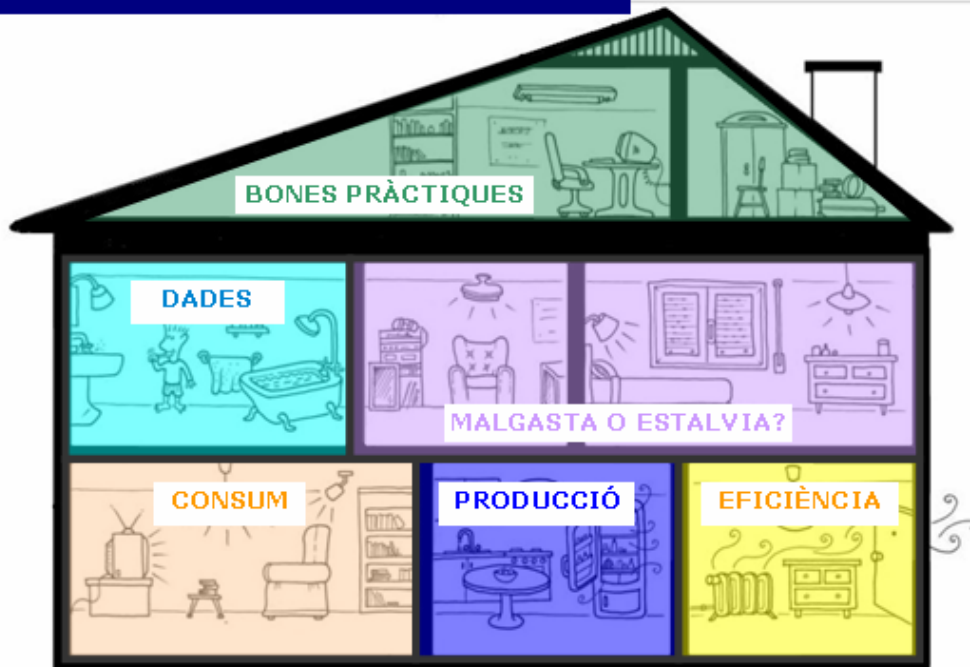 BONES PRÀCTIQUES
DADES
MALGASTA O ESTALVIA?
CONSUM
PRODUCCIÓ
EFICIÈNCIA